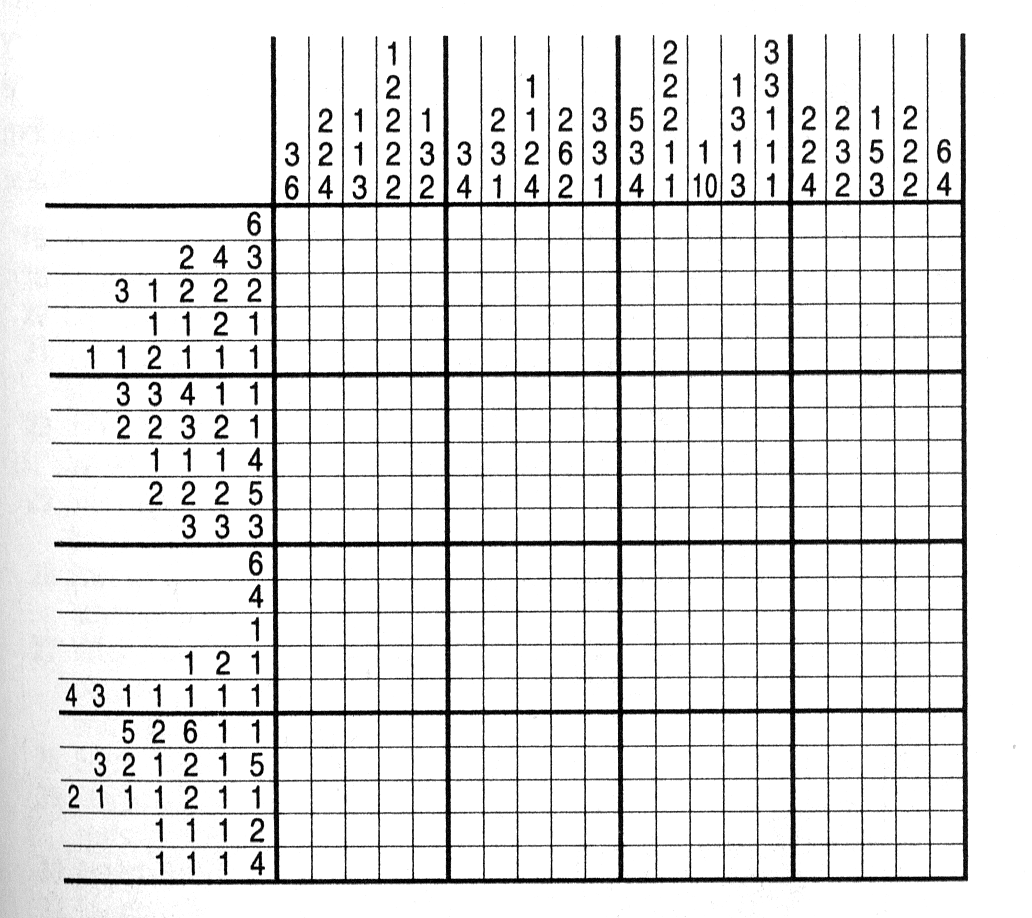 1 2 3
2 1 1 3
2 1 2 1 2 3 5 2 1 3 1 2 2 1 2
3 2 1 2 3 3 3 2 6 3 3 1 1 1 1 2 3 5 2 6
6 4 3 2 2 4 1 4 2 1 4 1 10 3 1 4 2 3 2 4
6
2 4 3
3 1 2 2 2
1 1 2 1
1 1 2 1 1 1
3 3 4 1 1
2 2 3 2 1
1 1 1 4
2 2 2 5
3 3 3
6
4
1
1 2 1
4 3 1 1 1 1 1
5 2 6 1 1
3 2 1 2 1 5
2 1 1 1 2 1 1
1 1 1 2
1 1 1 4